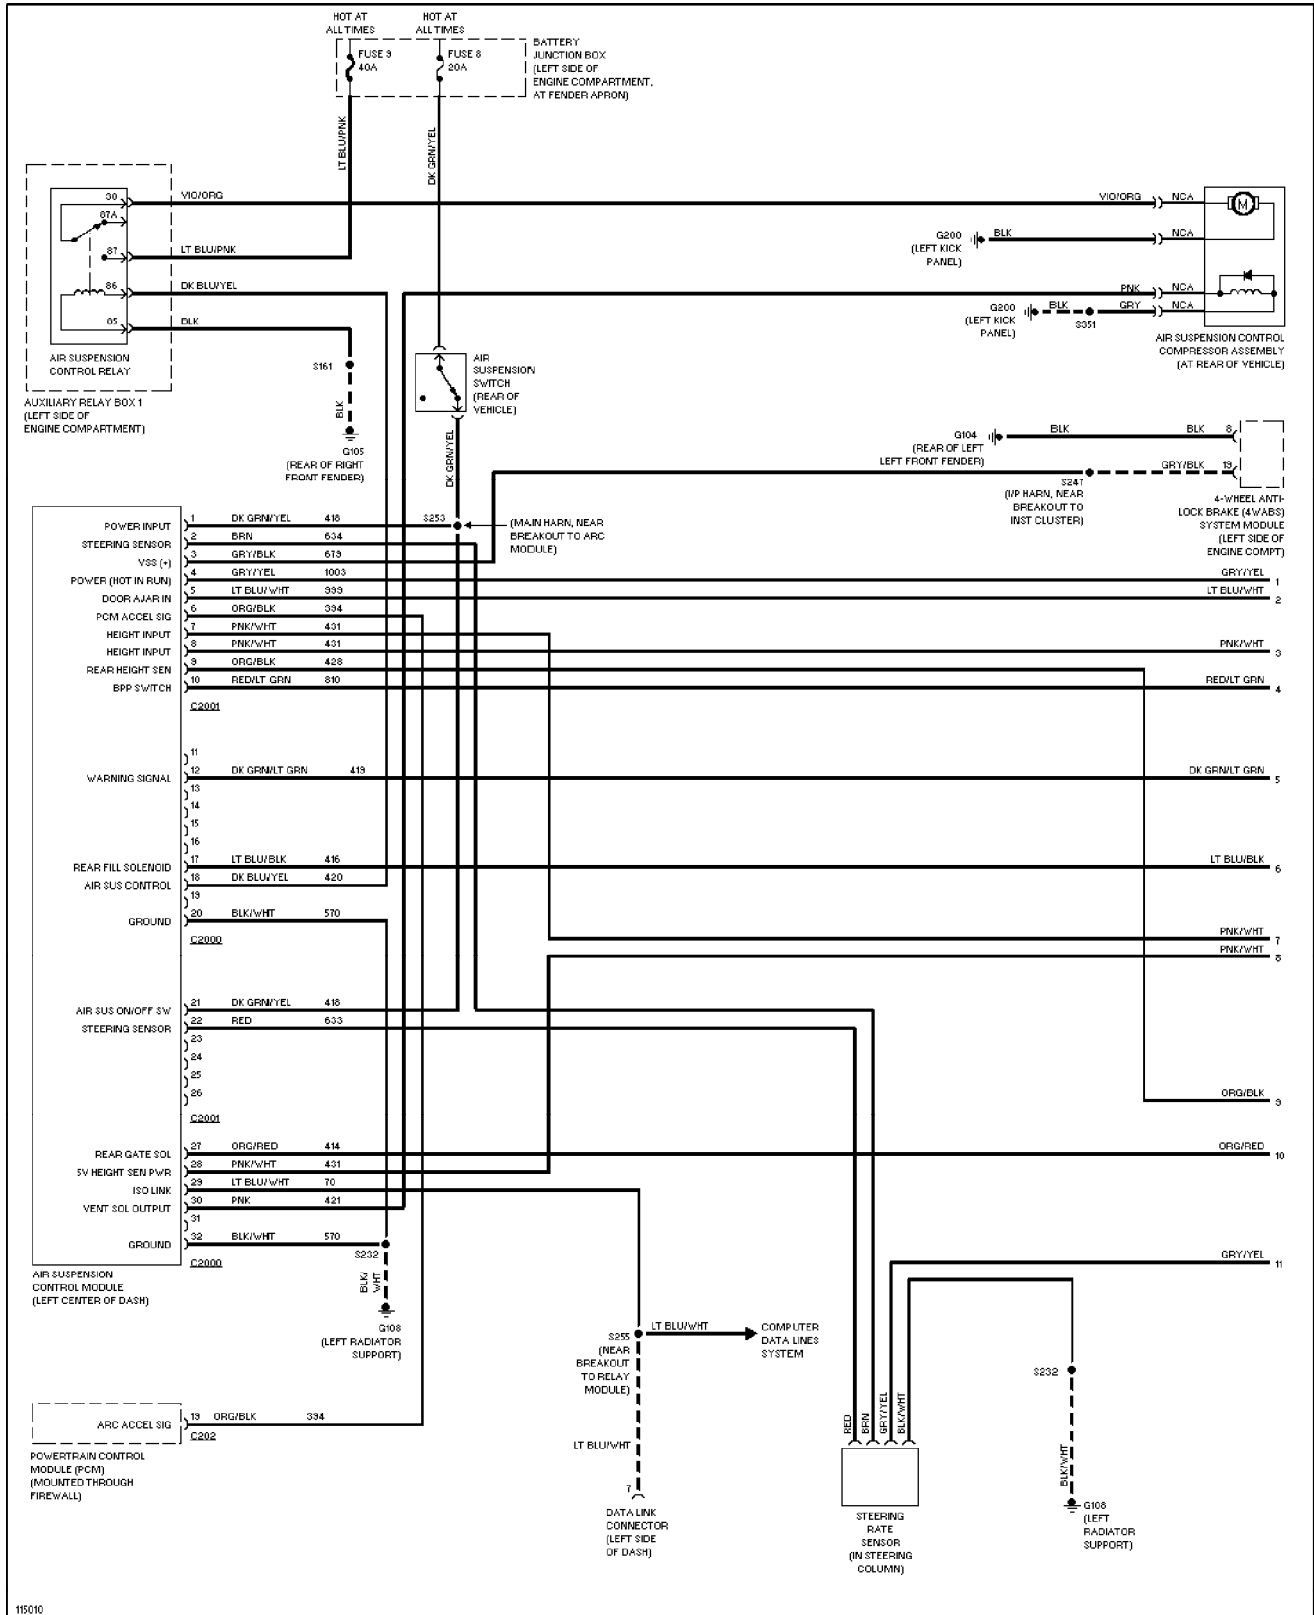 HOT AT
ALL TIMES
HOT AT
ALL TIMES
FUSE 9
40A
FUSE 8
20A
BATTERY
JUNCTION BOX
(LEFT SIDE OF
ENGINE COMPARTMENT,
AT FENDER APRON)
LT BLU/PNK
DK GRN/YEL
30
VIO/ORG
87A
87
LT BLU/PNK
86
DK BLU/YEL
85
BLK
AIR SUSPENSION
CONTROL RELAY
AUXILIARY RELAY BOX 1
(LEFT SIDE OF
ENGINE COMPARTMENT)
S161
BLK
G105
(REAR OF RIGHT
FRONT FENDER)
AIR
SUSPENSION
SWITCH
(REAR OF
VEHICLE)
DK GRN/YEL
VIO/ORG
NCA
M
G200
(LEFT KICK
PANEL)
BLK
NCA
PNK
NCA
G200
(LEFT KICK
PANEL)
BLK
S351
GRY
NCA
AIR SUSPENSION CONTROL
COMPRESSOR ASSEMBLY
(AT REAR OF VEHICLE)
G104
(REAR OF LEFT
LEFT FRONT FENDER)
BLK
BLK
8
S247
(I/P HARN, NEAR
BREAKOUT TO
INST CLUSTER)
GRY/BLK
19
4-WHEEL ANTI-
LOCK BRAKE (4WABS)
SYSTEM MODULE
(LEFT SIDE OF
ENGINE COMPT)
S253
(MAIN HARN, NEAR
BREAKOUT TO ARC
MODULE)
POWER INPUT 1 DK GRN/YEL 418
STEERING SENSOR 2 BRN 634
VSS (+) 3 GRY/BLK 679
POWER (HOT IN RUN) 4 GRY/YEL 1003 GRY/YEL 1
DOOR AJAR IN 5 LT BLU/WHT 999 LT BLU/WHT 2
PCM ACCEL SIG 6 ORG/BLK 394
HEIGHT INPUT 7 PNK/WHT 431
HEIGHT INPUT 8 PNK/WHT 431 PNK/WHT 3
REAR HEIGHT SEN 9 ORG/BLK 428
BPP SWITCH 10 RED/LT GRN 810 RED/LT GRN 4
C2001
11
WARNING SIGNAL 12 DK GRN/LT GRN 419 DK GRN/LT GRN 5
13
14
15
16
REAR FILL SOLENOID 17 LT BLU/BLK 416 LT BLU/BLK 6
AIR SUS CONTROL 18 DK BLU/YEL 420
19
GROUND 20 BLK/WHT 570
C2000
PNK/WHT 7
PNK/WHT 8
AIR SUS ON/OFF SW 21 DK GRN/YEL 418
STEERING SENSOR 22 RED 633
23
24
25
26
C2001
ORG/BLK 9
REAR GATE SOL 27 ORG/RED 414 ORG/RED 10
5V HEIGHT SEN PWR 28 PNK/WHT 431
ISO LINK 29 LT BLU/WHT 70
VENT SOL OUTPUT 30 PNK 421
31
GROUND 32 BLK/WHT 570
C2000
S232
BLK/
WHT
G108
(LEFT RADIATOR
SUPPORT)
AIR SUSPENSION
CONTROL MODULE
(LEFT CENTER OF DASH)
GRY/YEL 11
S255
(NEAR
BREAKOUT
TO RELAY
MODULE)
LT BLU/WHT
COMPUTER
DATA LINES
SYSTEM
LT BLU/WHT
7
DATA LINK
CONNECTOR
(LEFT SIDE
OF DASH)
ARC ACCEL SIG 19 ORG/BLK 394
C202
POWERTRAIN CONTROL
MODULE (PCM)
(MOUNTED THROUGH
FIREWALL)
RED
BRN
GRY/YEL
BLK/WHT
STEERING
RATE
SENSOR
(IN STEERING
COLUMN)
S232
BLK/WHT
G108
(LEFT
RADIATOR
SUPPORT)
115010